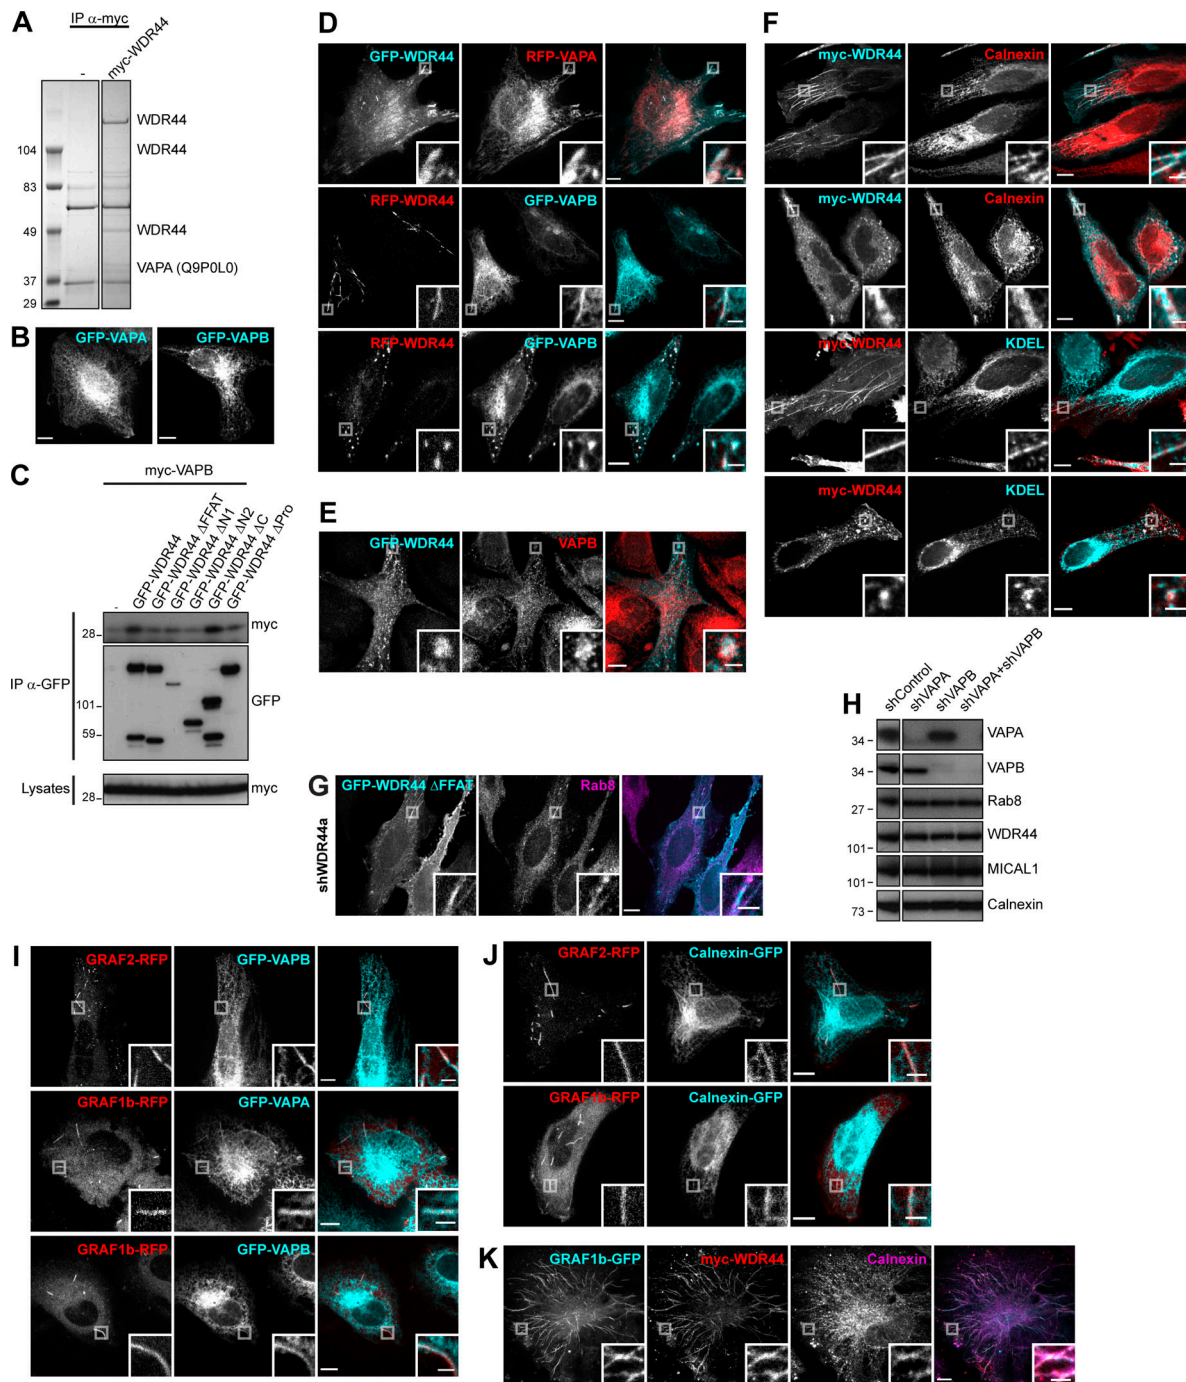 A
IP α-myc
-
myc-WDR44
WDR44
104
WDR44
83
49
WDR44
VAPA (Q9P0L0)
37
29
B
GFP-VAPA
GFP-VAPB
C
myc-VAPB
-
GFP-WDR44
GFP-WDR44 ΔFFAT
GFP-WDR44 ΔN1
GFP-WDR44 ΔN2
GFP-WDR44 ΔC
GFP-WDR44 ΔPro
28
myc
IP α-GFP
101
GFP
59
Lysates
28
myc
D
GFP-WDR44
RFP-VAPA
RFP-WDR44
GFP-VAPB
RFP-WDR44
GFP-VAPB
E
GFP-WDR44
VAPB
F
myc-WDR44
Calnexin
myc-WDR44
Calnexin
myc-WDR44
KDEL
myc-WDR44
KDEL
G
shWDR44a
GFP-WDR44 ΔFFAT
Rab8
H
shControl
shVAPA
shVAPB
shVAPA+shVAPB
34
VAPA
34
VAPB
27
Rab8
101
WDR44
101
MICAL1
73
Calnexin
I
GRAF2-RFP
GFP-VAPB
GRAF1b-RFP
GFP-VAPA
GRAF1b-RFP
GFP-VAPB
J
GRAF2-RFP
Calnexin-GFP
GRAF1b-RFP
Calnexin-GFP
K
GRAF1b-GFP
myc-WDR44
Calnexin